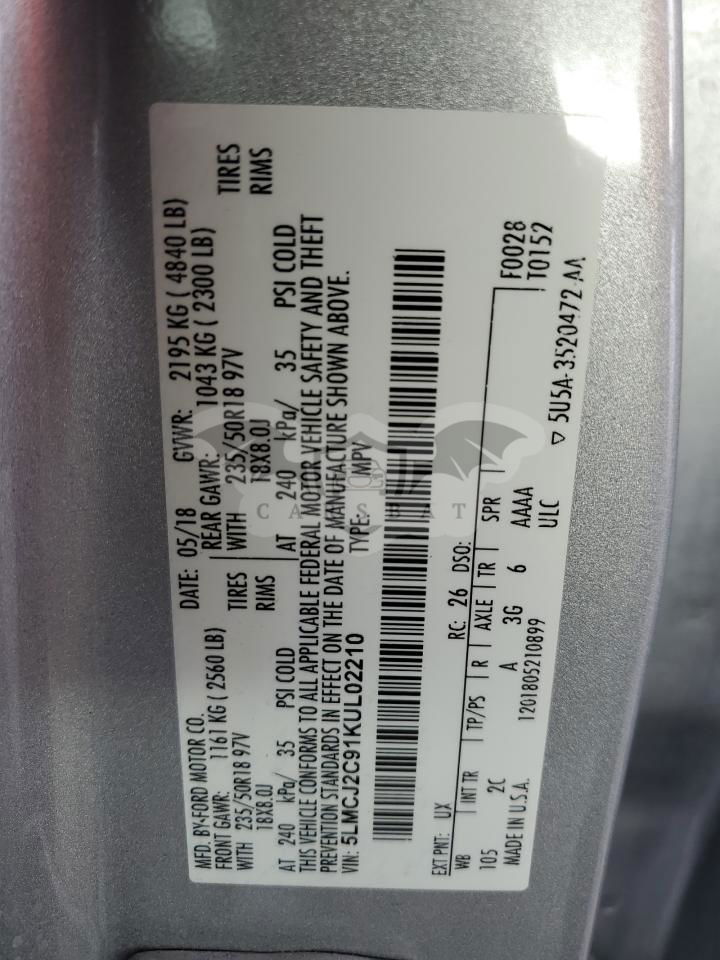 MFD. BY-FORD MOTOR CO.
DATE: 05/18 GVWR: 2195 KG ( 4840 LB)
FRONT GAWR: 1161 KG ( 2560 LB) REAR GAWR: 1043 KG ( 2300 LB)
WITH 235/50R18 97V TIRES WITH 235/50R18 97V TIRES
18X8.0J RIMS 18X8.0J RIMS
AT 240 kPa/ 35 PSI COLD AT 240 kPa/ 35 PSI COLD
THIS VEHICLE CONFORMS TO ALL APPLICABLE FEDERAL MOTOR VEHICLE SAFETY AND THEFT
PREVENTION STANDARDS IN EFFECT ON THE DATE OF MANUFACTURE SHOWN ABOVE.
VIN: 5LMCJ2C91KUL02210 TYPE: MPV
EXT PNT: UX RC: 26 DSO:
WB INT TR TP/PS R AXLE TR SPR F0028
105 2C A 3G 6 AAAA T0152
MADE IN U.S.A. 1201805210899 ULC
5U5A-3520472-AA
CARSBAT